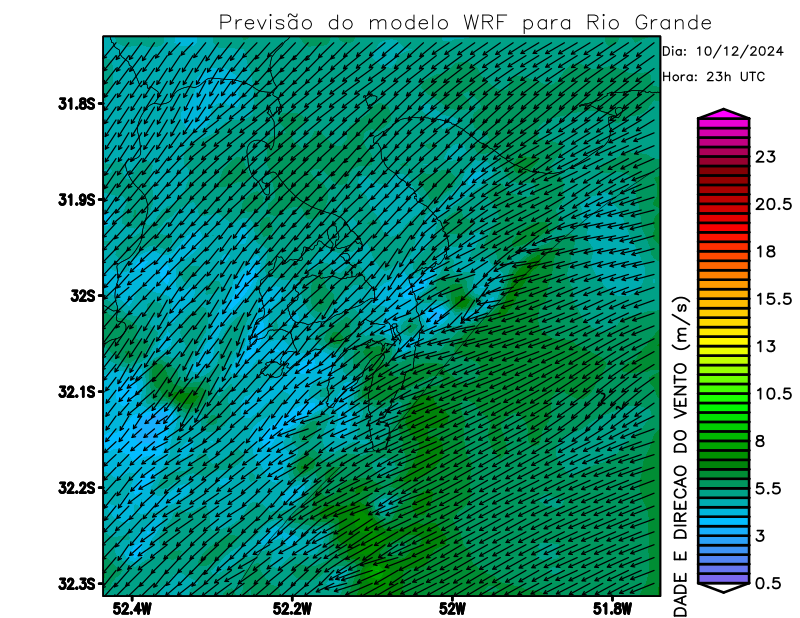 Previsão do modelo WRF para Rio Grande
Dia: 10/12/2024
Hora: 23h UTC
31.8S
31.9S
32S
32.1S
32.2S
32.3S
52.4W
52.2W
52W
51.8W
23
20.5
18
15.5
13
10.5
8
5.5
3
0.5
DADE E DIRECAO DO VENTO (m/s)